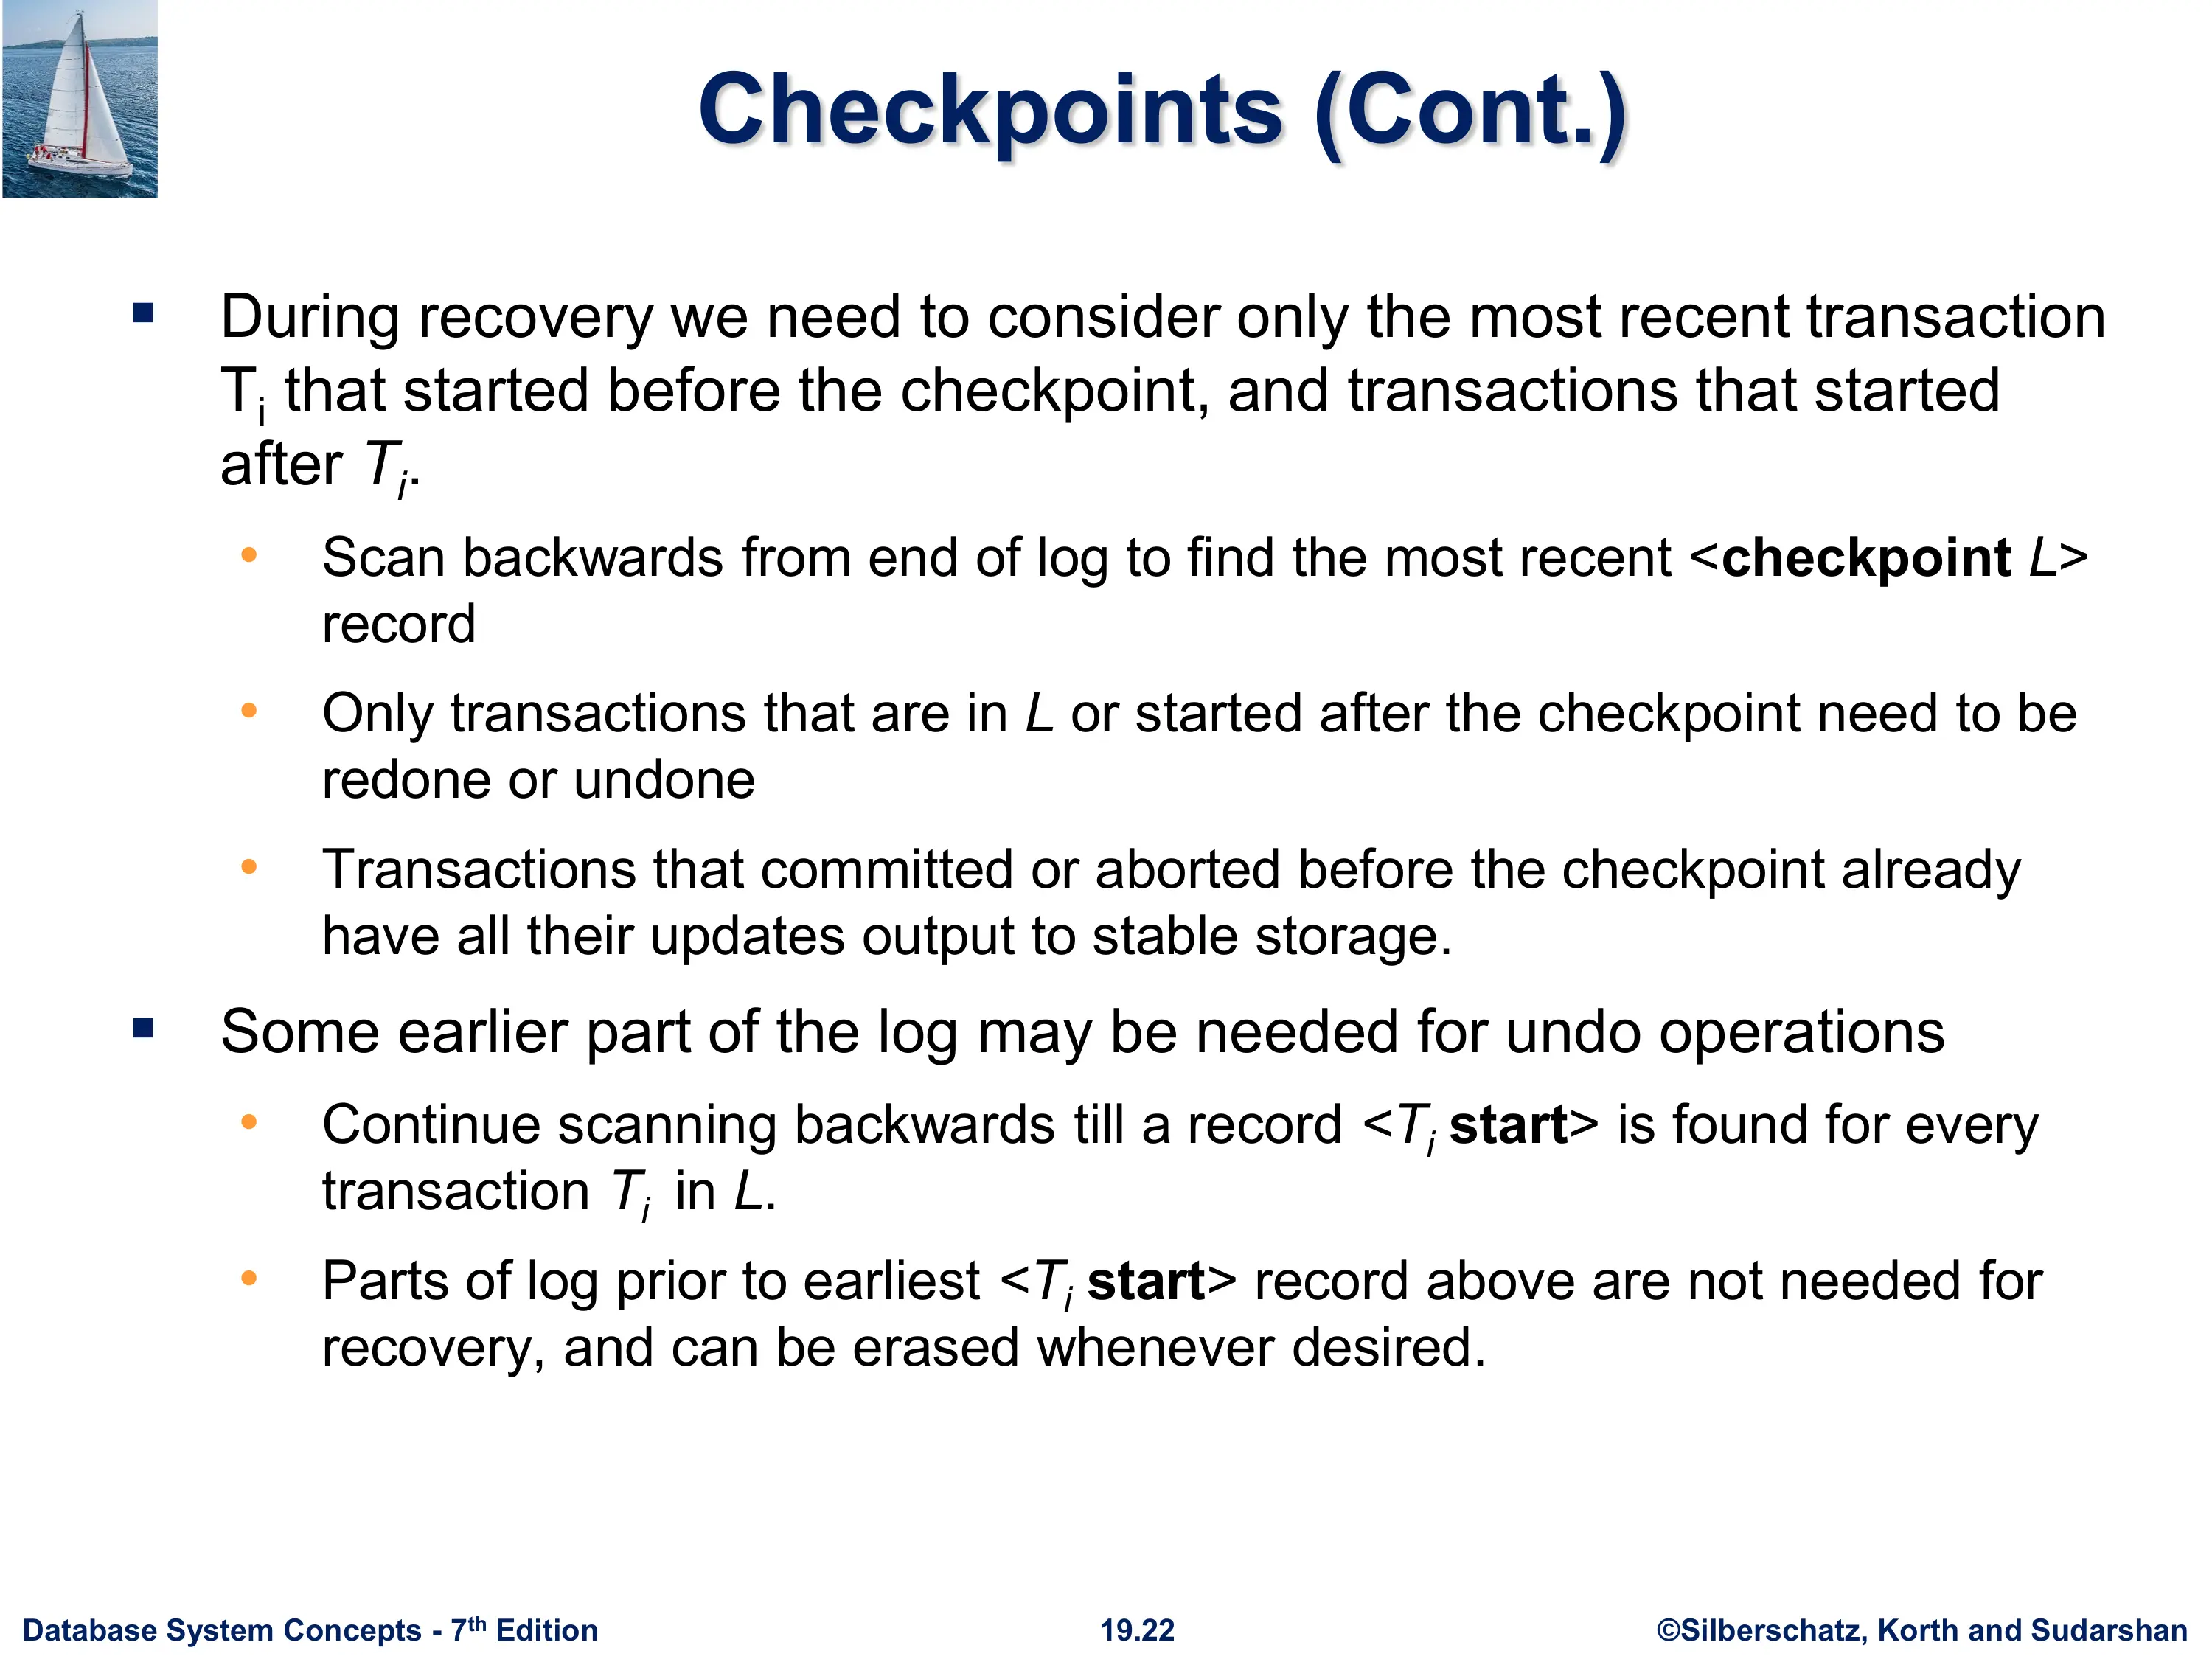 Checkpoints (Cont.)
▪ During recovery we need to consider only the most recent transaction
Ti that started before the checkpoint, and transactions that started
after Ti.
• Scan backwards from end of log to find the most recent <checkpoint L>
record
• Only transactions that are in L or started after the checkpoint need to be
redone or undone
• Transactions that committed or aborted before the checkpoint already
have all their updates output to stable storage.
▪ Some earlier part of the log may be needed for undo operations
• Continue scanning backwards till a record <Ti start> is found for every
transaction Ti in L.
• Parts of log prior to earliest <Ti start> record above are not needed for
recovery, and can be erased whenever desired.
Database System Concepts - 7th Edition
19.22
©Silberschatz, Korth and Sudarshan